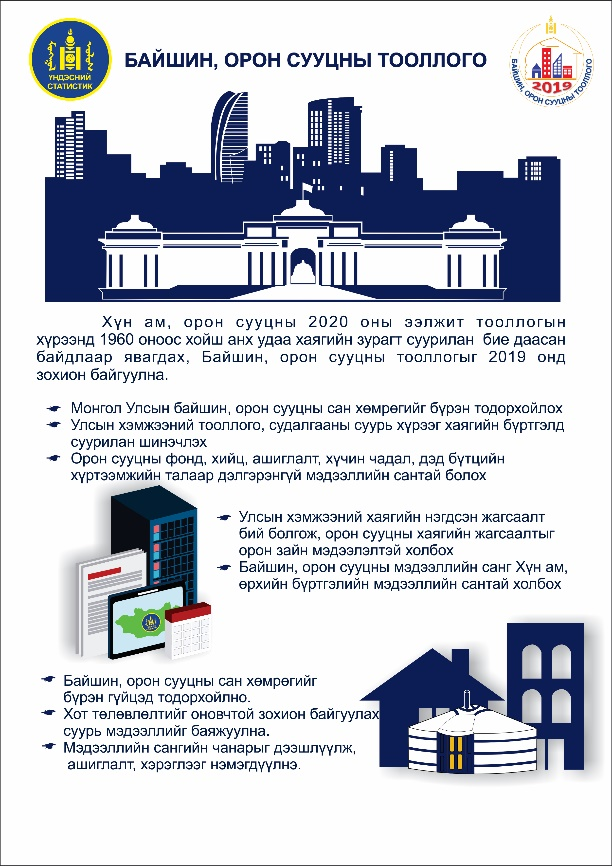 ҮНДЭСНИЙ
СТАТИСТИК
БАЙШИН, ОРОН СУУЦНЫ ТООЛЛОГО
2019
БАЙШИН, ОРОН СУУЦНЫ ТООЛЛОГО
Хүн ам, орон сууцны 2020 оны ээлжит тооллогын
хүрээнд 1960 оноос хойш анх удаа хаягийн зурагт суурилан бие даасан
байдлаар явагдах, Байшин, орон сууцны тооллогыг 2019 онд
зохион байгуулна.
Монгол Улсын байшин, орон сууцны сан хөмрөгийг бүрэн тодорхойлох
Улсын хэмжээний тооллого, судалгааны суурь хүрээг хаягийн бүртгэлд
суурилан шинэчлэх
Орон сууцны фонд, хийц, ашиглалт, хүчин чадал, дэд бүтцийн
хүртээмжийн талаар дэлгэрэнгүй мэдээллийн сантай болох
Улсын хэмжээний хаягийн нэгдсэн жагсаалт
бий болгож, орон сууцны хаягийн жагсаалтыг
орон зайн мэдээлэлтэй холбох
Байшин, орон сууцны мэдээллийн санг Хүн ам,
өрхийн бүртгэлийн мэдээллийн сантай холбох
Байшин, орон сууцны сан хөмрөгийг
бүрэн гүйцэд тодорхойлно.
Хот төлөвлөлтийг оновчтой зохион байгуулах
суурь мэдээллийг баяжуулна.
Мэдээллийн сангийн чанарыг дээшлүүлж,
ашиглалт, хэрэглээг нэмэгдүүлнэ.